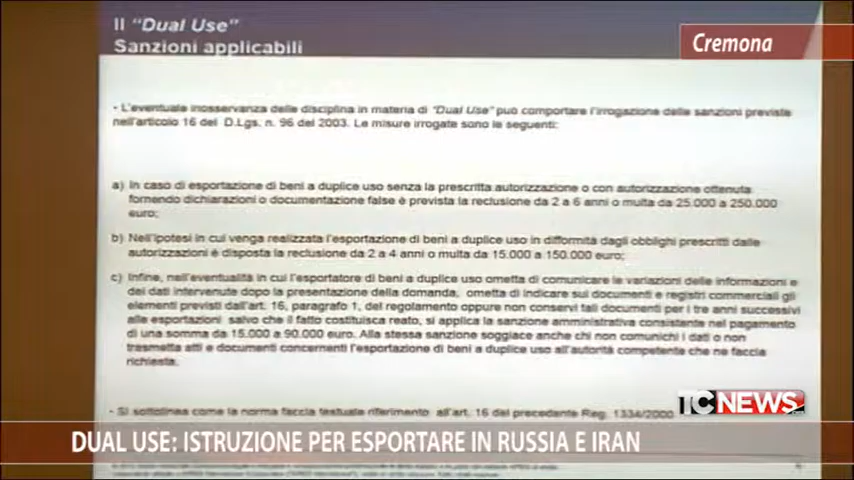 Il "Dual Use"
Sanzioni applicabili
Cremona
- L'eventuale inosservanza delle disciplina in materia di "Dual Use" può comportare l'irrogazione delle sanzioni previste
nell'articolo 16 del D.Lgs. n. 96 del 2003. Le misure irrogate sono le seguenti:
a) In caso di esportazione di beni a duplice uso senza la prescritta autorizzazione o con autorizzazione ottenuta
fornendo dichiarazioni o documentazione false è prevista la reclusione da 2 a 6 anni o multa da 25.000 a 250.000
euro;
b) Nell'ipotesi in cui venga realizzata l'esportazione di beni a duplice uso in difformità dagli obblighi prescritti dalle
autorizzazioni è disposta la reclusione da 2 a 4 anni o multa da 15.000 a 150.000 euro;
c) Infine, nell'eventualità in cui l'esportatore di beni a duplice uso ometta di comunicare le variazioni delle informazioni e
dei dati intervenute dopo la presentazione della domanda, ometta di indicare sui documenti e registri commerciali gli
elementi previsti dall'art. 16, paragrafo 1, del regolamento oppure non conservi tali documenti per i tre anni successivi
alle esportazioni salvo che il fatto costituisca reato, si applica la sanzione amministrativa consistente nel pagamento
di una somma da 15.000 a 90.000 euro. Alla stessa sanzione soggiace anche chi non comunichi i dati o non
trasmetta atti e documenti concernenti l'esportazione di beni a duplice uso all'autorità competente che ne faccia
richiesta.
- Si sottolinea come la norma faccia testuale riferimento all'art. 16 del precedente Reg. 1334/2000
TC NEWS
DUAL USE: ISTRUZIONE PER ESPORTARE IN RUSSIA E IRAN